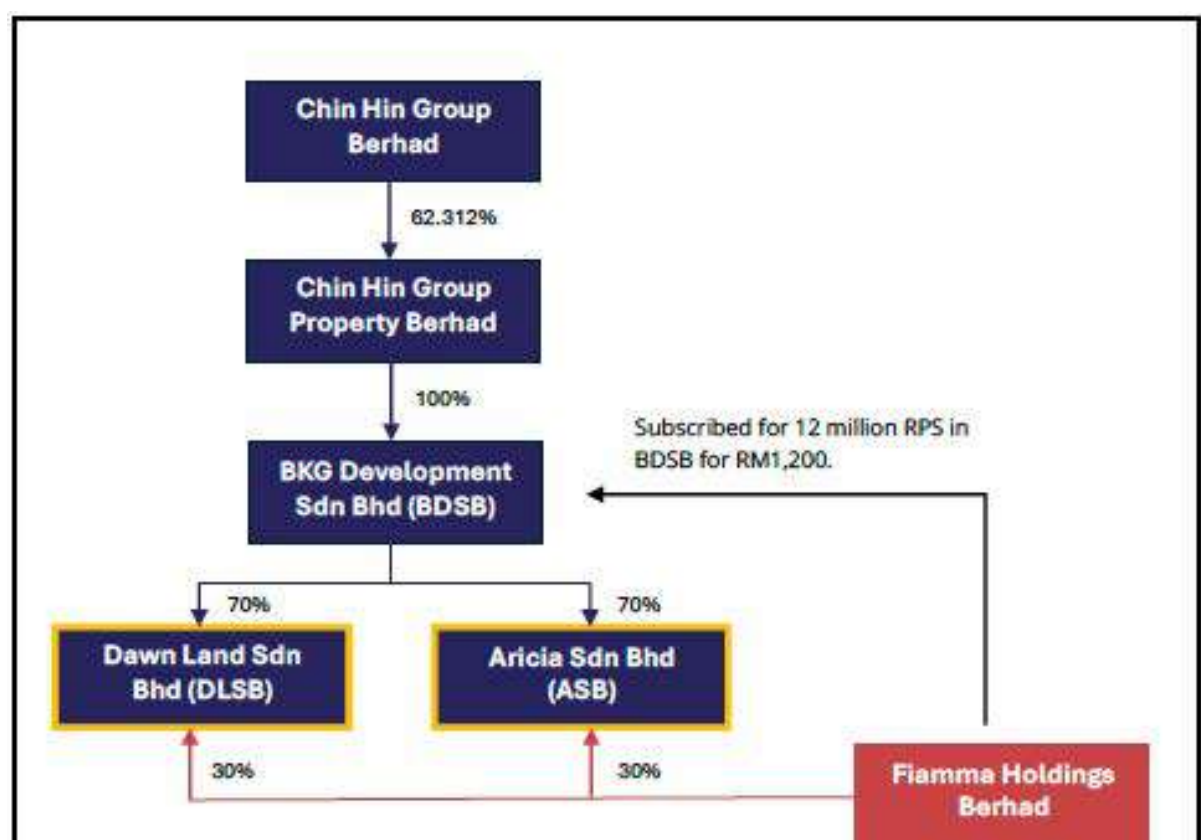 Chin Hin Group
Berhad
62.312%
Chin Hin Group
Property Berhad
100%
Subscribed for 12 million RPS in
BDSB for RM1,200.
BKG Development
Sdn Bhd (BDSB)
70%
70%
Dawn Land Sdn
Bhd (DLSB)
Aricia Sdn Bhd
(ASB)
30%
30%
Fiamma Holdings
Berhad